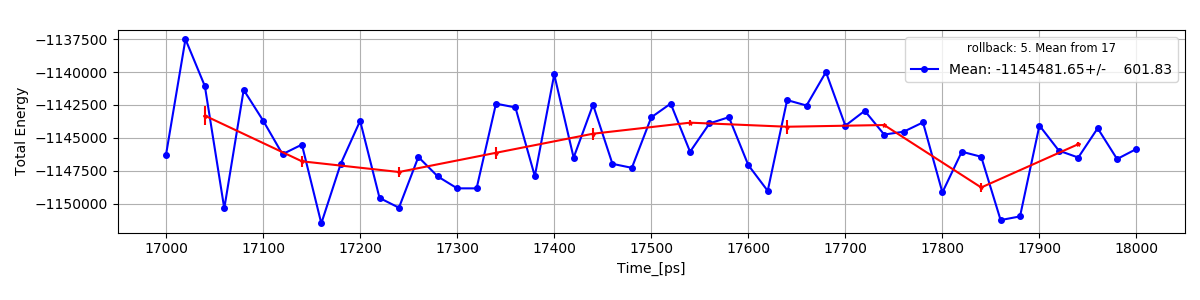 rollback: 5. Mean from 17
Mean: -1145481.65+/-    601.83
Total Energy
−1137500
−1140000
−1142500
−1145000
−1147500
−1150000
17000 17100 17200 17300 17400 17500 17600 17700 17800 17900 18000
Time_[ps]